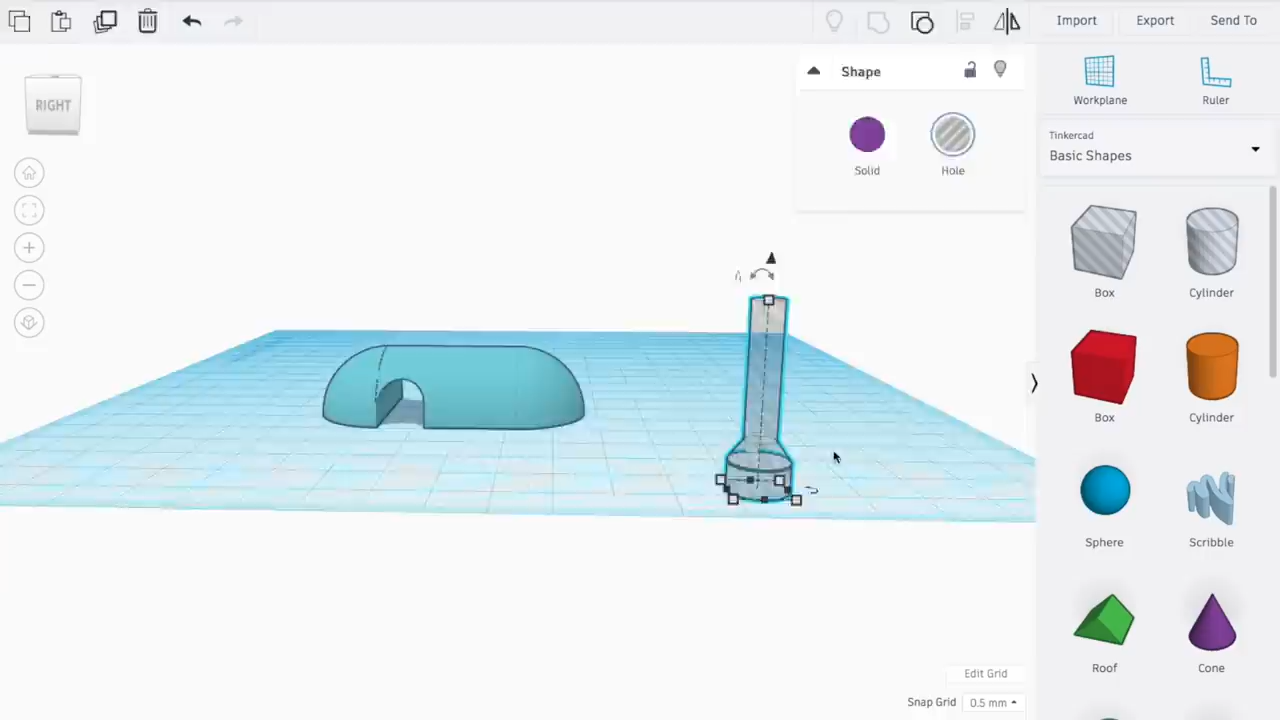 Import
Export
Send To
RIGHT
Shape
Solid
Hole
Workplane
Ruler
Tinkercad
Basic Shapes
Box
Cylinder
Box
Cylinder
Sphere
Scribble
Roof
Cone
Edit Grid
Snap Grid 0.5 mm